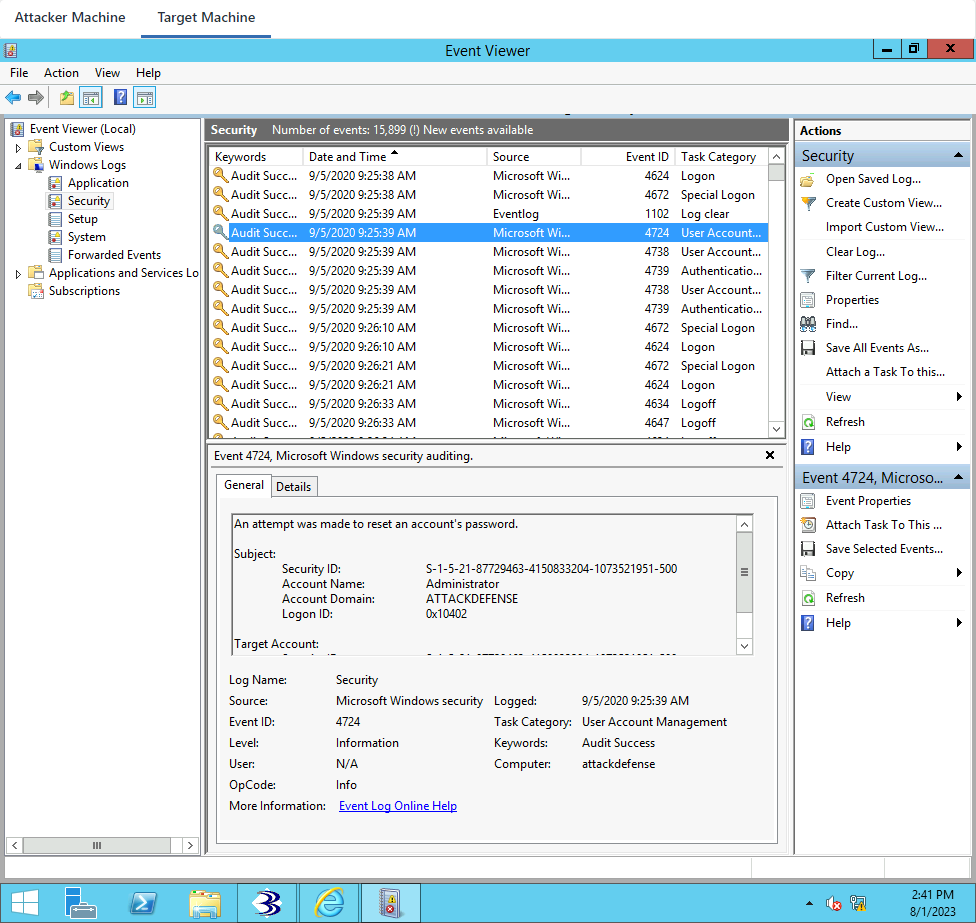 Attacker Machine Target Machine
Event Viewer
File Action View Help
Event Viewer (Local)
Custom Views
Windows Logs
Application
Security
Setup
System
Forwarded Events
Applications and Services Lo
Subscriptions
Security Number of events: 15,899 (!) New events available
Keywords Date and Time Source Event ID Task Category
Audit Succ... 9/5/2020 9:25:38 AM Microsoft Wi... 4624 Logon
Audit Succ... 9/5/2020 9:25:38 AM Microsoft Wi... 4672 Special Logon
Audit Succ... 9/5/2020 9:25:39 AM Eventlog 1102 Log clear
Audit Succ... 9/5/2020 9:25:39 AM Microsoft Wi... 4724 User Account...
Audit Succ... 9/5/2020 9:25:39 AM Microsoft Wi... 4738 User Account...
Audit Succ... 9/5/2020 9:25:39 AM Microsoft Wi... 4739 Authenticatio...
Audit Succ... 9/5/2020 9:25:39 AM Microsoft Wi... 4738 User Account...
Audit Succ... 9/5/2020 9:25:39 AM Microsoft Wi... 4739 Authenticatio...
Audit Succ... 9/5/2020 9:26:10 AM Microsoft Wi... 4672 Special Logon
Audit Succ... 9/5/2020 9:26:10 AM Microsoft Wi... 4624 Logon
Audit Succ... 9/5/2020 9:26:21 AM Microsoft Wi... 4672 Special Logon
Audit Succ... 9/5/2020 9:26:21 AM Microsoft Wi... 4624 Logon
Audit Succ... 9/5/2020 9:26:33 AM Microsoft Wi... 4634 Logoff
Audit Succ... 9/5/2020 9:26:33 AM Microsoft Wi... 4647 Logoff
Event 4724, Microsoft Windows security auditing.
General Details
An attempt was made to reset an account's password.
Subject:
Security ID: S-1-5-21-87729463-4150833204-1073521951-500
Account Name: Administrator
Account Domain: ATTACKDEFENSE
Logon ID: 0x10402
Target Account:
Log Name: Security
Source: Microsoft Windows security Logged: 9/5/2020 9:25:39 AM
Event ID: 4724 Task Category: User Account Management
Level: Information Keywords: Audit Success
User: N/A Computer: attackdefense
OpCode: Info
More Information: Event Log Online Help
Actions
Security
Open Saved Log...
Create Custom View...
Import Custom View...
Clear Log...
Filter Current Log...
Properties
Find...
Save All Events As...
Attach a Task To this...
View
Refresh
Help
Event 4724, Microso...
Event Properties
Attach Task To This ...
Save Selected Events...
Copy
Refresh
Help
2:41 PM
8/1/2023